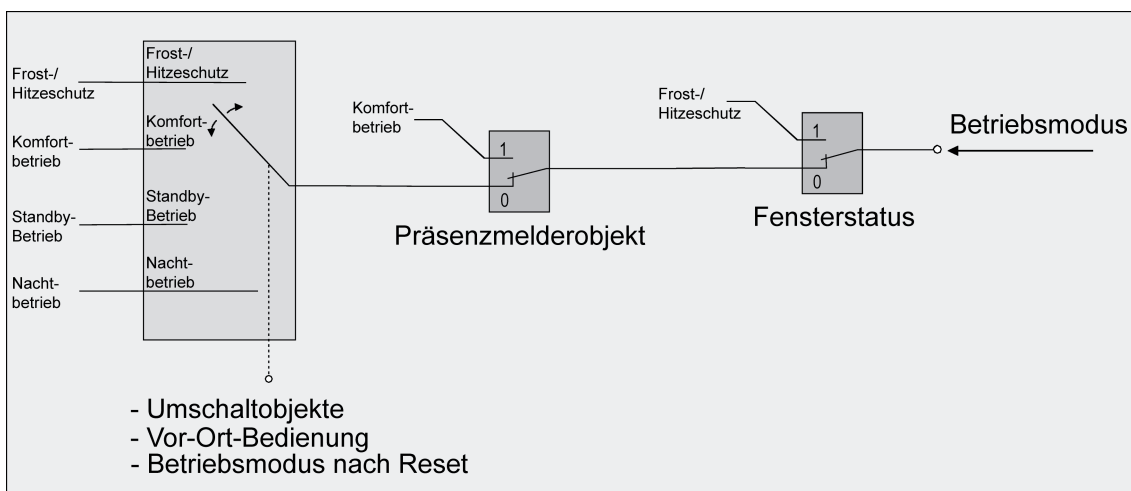 Frost-/
Hitzeschutz
Komfort-
betrieb
Standby-
Betrieb
Nacht-
betrieb
Frost-/
Hitzeschutz
Komfort-
betrieb
Standby-
Betrieb
Nacht-
betrieb
- Umschaltobjekte
- Vor-Ort-Bedienung
- Betriebsmodus nach Reset
Komfort-
betrieb
1
0
Präsenzmelderobjekt
Frost-/
Hitzeschutz
1
0
Fensterstatus
Betriebsmodus